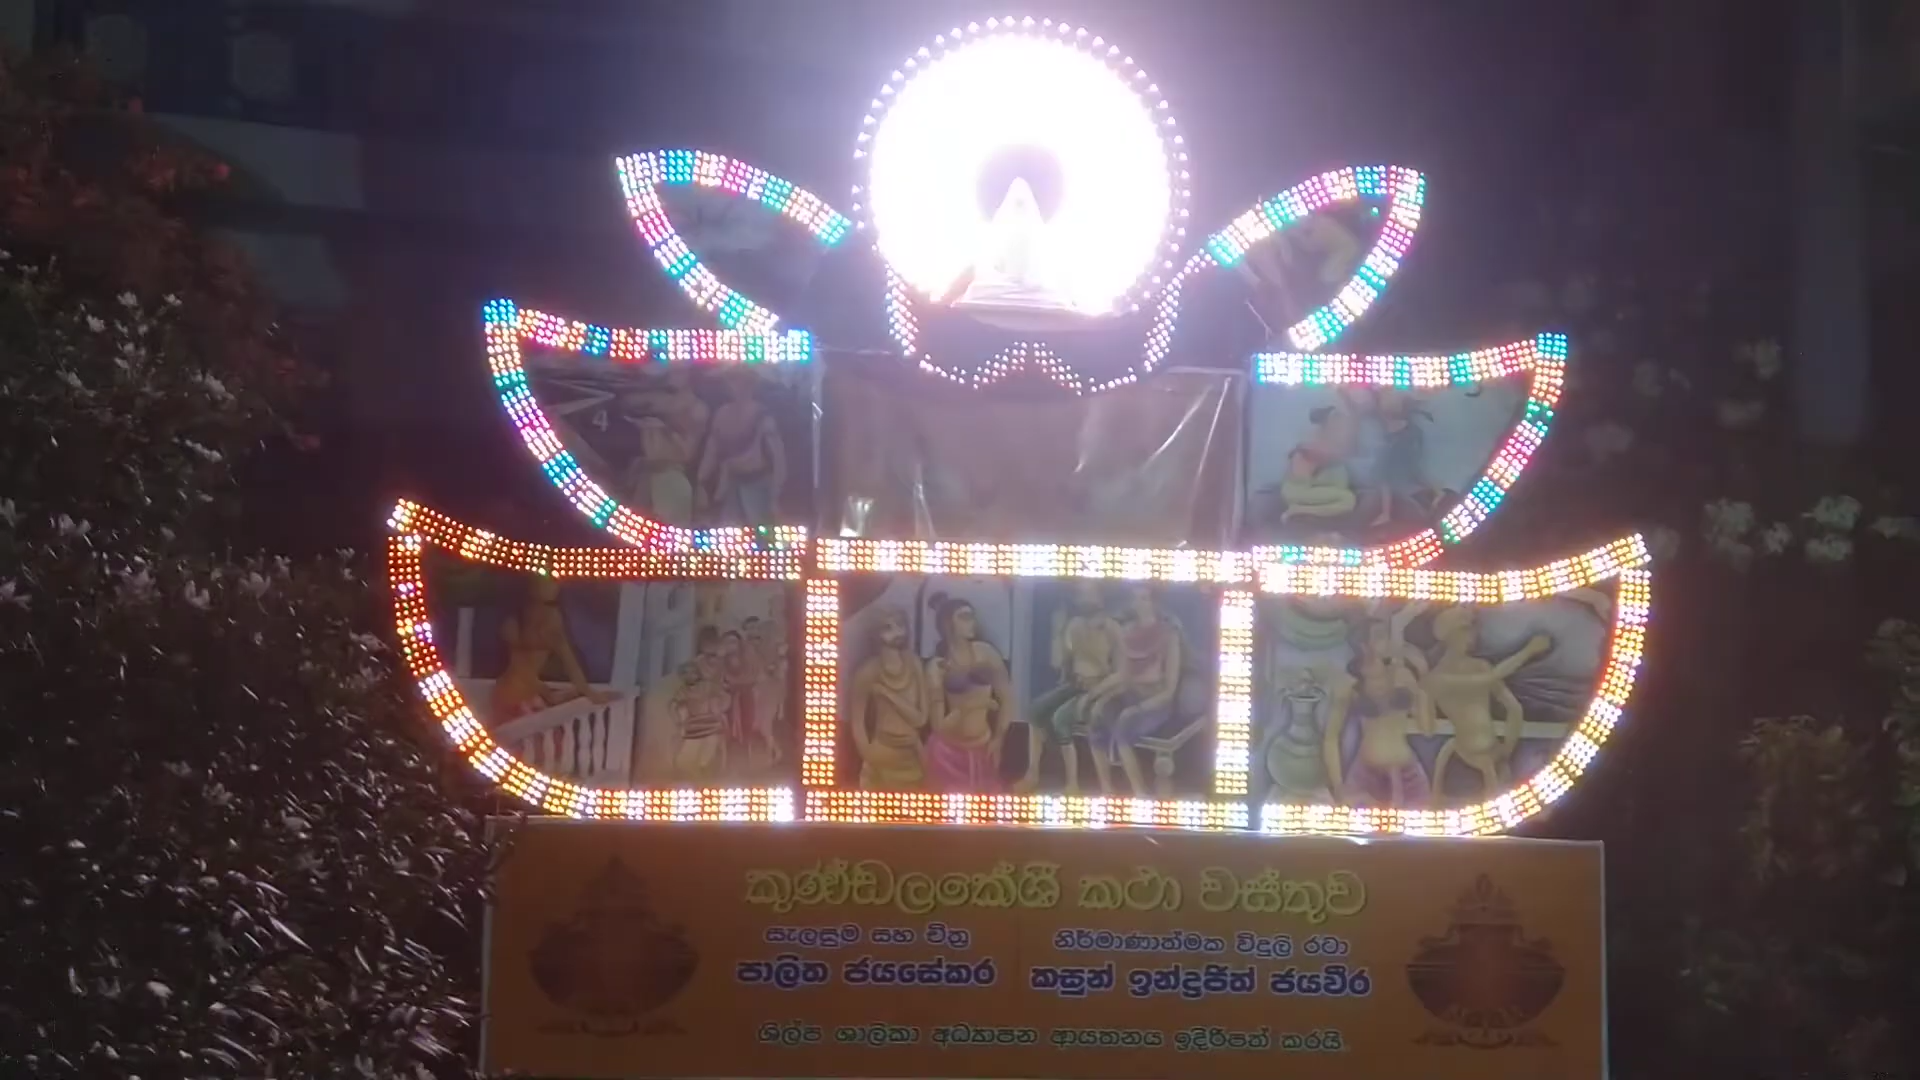 4
කුණ්ඩලකේශී කථා වස්තුව
සැලසුම සහ චිත්‍ර
පාලිත ජයසේකර
නිර්මාණාත්මක විදුලි රටා
කසුන් ඉන්ද්‍රජිත් ජයවීර
ශිල්ප ශාලිකා අධ්‍යාපන ආයතනය ඉදිරිපත් කරයි.